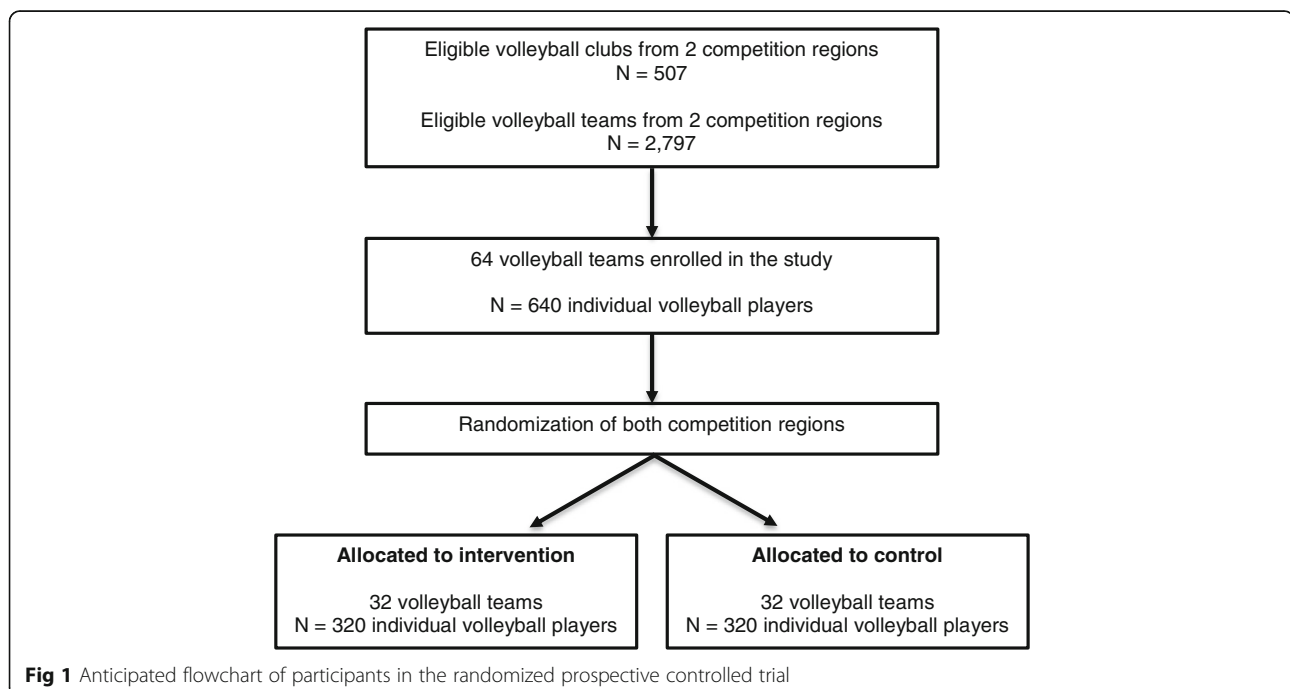 Eligible volleyball clubs from 2 competition regions
N = 507
Eligible volleyball teams from 2 competition regions
N = 2,797
64 volleyball teams enrolled in the study
N = 640 individual volleyball players
Randomization of both competition regions
Allocated to intervention
32 volleyball teams
N = 320 individual volleyball players
Allocated to control
32 volleyball teams
N = 320 individual volleyball players
Fig 1 Anticipated flowchart of participants in the randomized prospective controlled trial